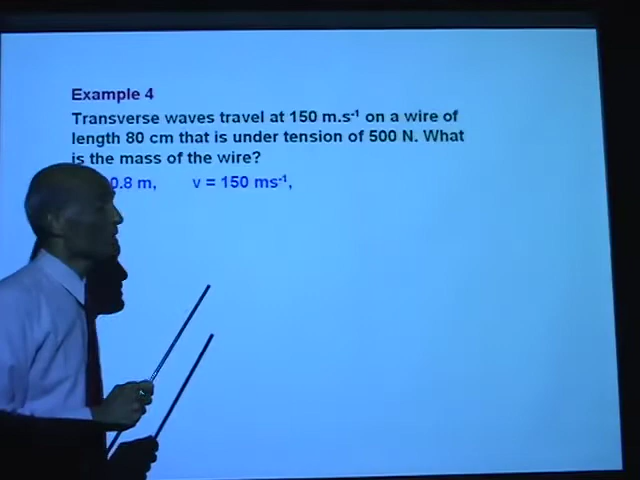 Example 4
Transverse waves travel at 150 m.s⁻¹ on a wire of
length 80 cm that is under tension of 500 N. What
is the mass of the wire?
0.8 m, v = 150 ms⁻¹,